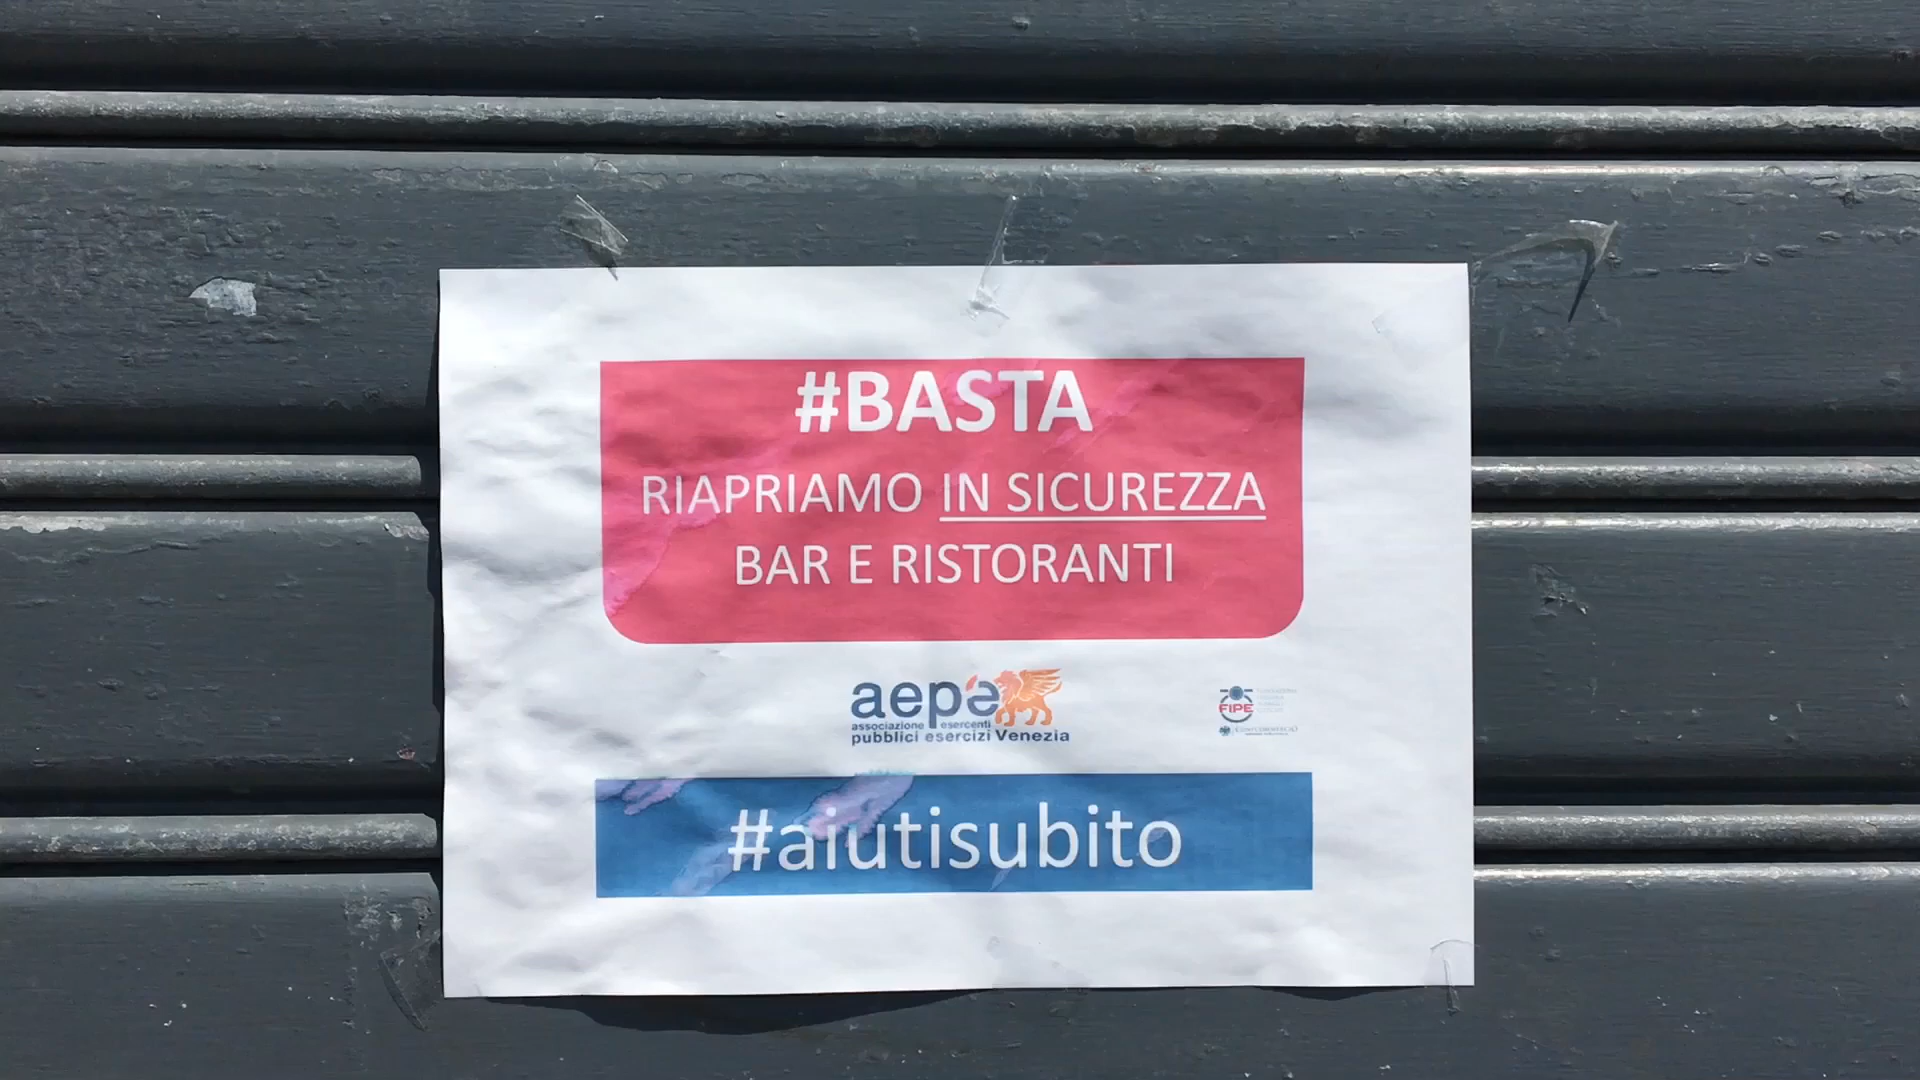 #BASTA
RIAPRIAMO IN SICUREZZA
BAR E RISTORANTI
aepe
associazione esercenti
pubblici esercizi Venezia
FIPE
#aiutisubito